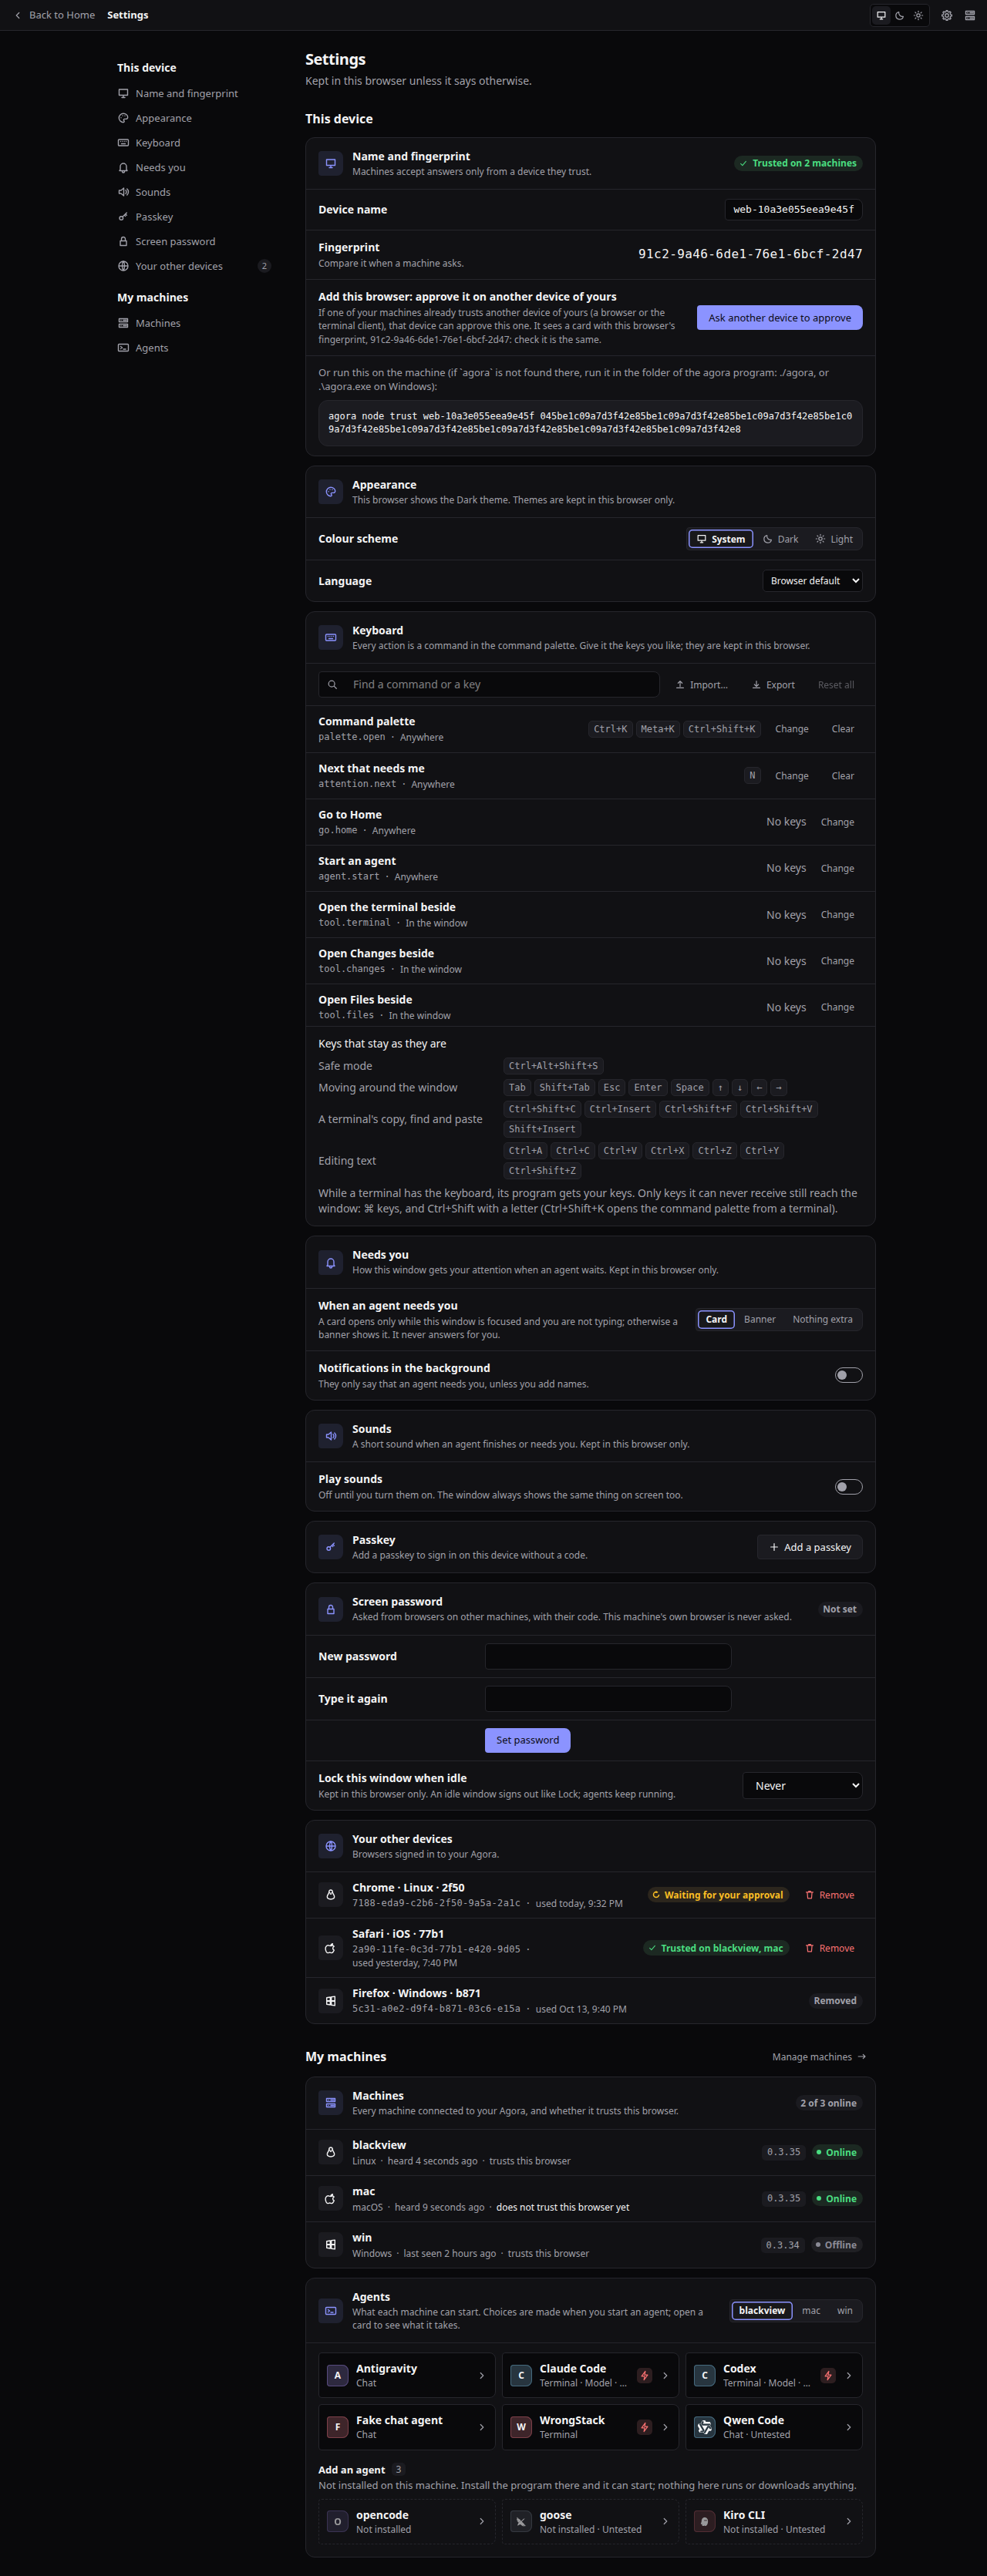 Back to Home Settings
This device
Name and fingerprint
Appearance
Keyboard
Needs you
Sounds
Passkey
Screen password
Your other devices 2
My machines
Machines
Agents
Settings
Kept in this browser unless it says otherwise.
This device
Name and fingerprint
Machines accept answers only from a device they trust.
Trusted on 2 machines
Device name
web-10a3e055eea9e45f
Fingerprint
Compare it when a machine asks.
91c2-9a46-6de1-76e1-6bcf-2d47
Add this browser: approve it on another device of yours
If one of your machines already trusts another device of yours (a browser or the
terminal client), that device can approve this one. It sees a card with this browser's
fingerprint, 91c2-9a46-6de1-76e1-6bcf-2d47: check it is the same.
Ask another device to approve
Or run this on the machine (if `agora` is not found there, run it in the folder of the agora program: ./agora, or
.\agora.exe on Windows):
agora node trust web-10a3e055eea9e45f 045be1c09a7d3f42e85be1c09a7d3f42e85be1c09a7d3f42e85be1c0
9a7d3f42e85be1c09a7d3f42e85be1c09a7d3f42e85be1c09a7d3f42e85be1c09a7d3f42e8
Appearance
This browser shows the Dark theme. Themes are kept in this browser only.
Colour scheme
System Dark Light
Language
Browser default
Keyboard
Every action is a command in the command palette. Give it the keys you like; they are kept in this browser.
Find a command or a key
Import... Export Reset all
Command palette
palette.open · Anywhere
Ctrl+K Meta+K Ctrl+Shift+K Change Clear
Next that needs me
attention.next · Anywhere
N Change Clear
Go to Home
go.home · Anywhere
No keys Change
Start an agent
agent.start · Anywhere
No keys Change
Open the terminal beside
tool.terminal · In the window
No keys Change
Open Changes beside
tool.changes · In the window
No keys Change
Open Files beside
tool.files · In the window
No keys Change
Keys that stay as they are
Safe mode Ctrl+Alt+Shift+S
Moving around the window Tab Shift+Tab Esc Enter Space ↑ ↓ ← →
A terminal's copy, find and paste Ctrl+Shift+C Ctrl+Insert Ctrl+Shift+F Ctrl+Shift+V
Shift+Insert
Editing text Ctrl+A Ctrl+C Ctrl+V Ctrl+X Ctrl+Z Ctrl+Y
Ctrl+Shift+Z
While a terminal has the keyboard, its program gets your keys. Only keys it can never receive still reach the
window: ⌘ keys, and Ctrl+Shift with a letter (Ctrl+Shift+K opens the command palette from a terminal).
Needs you
How this window gets your attention when an agent waits. Kept in this browser only.
When an agent needs you
A card opens only while this window is focused and you are not typing; otherwise a
banner shows it. It never answers for you.
Card Banner Nothing extra
Notifications in the background
They only say that an agent needs you, unless you add names.
Sounds
A short sound when an agent finishes or needs you. Kept in this browser only.
Play sounds
Off until you turn them on. The window always shows the same thing on screen too.
Passkey
Add a passkey to sign in on this device without a code.
Add a passkey
Screen password
Asked from browsers on other machines, with their code. This machine's own browser is never asked.
Not set
New password
Type it again
Set password
Lock this window when idle
Kept in this browser only. An idle window signs out like Lock; agents keep running.
Never
Your other devices
Browsers signed in to your Agora.
Chrome · Linux · 2f50
7188-eda9-c2b6-2f50-9a5a-2a1c · used today, 9:32 PM
Waiting for your approval Remove
Safari · iOS · 77b1
2a90-11fe-0c3d-77b1-e420-9d05 ·
used yesterday, 7:40 PM
Trusted on blackview, mac Remove
Firefox · Windows · b871
5c31-a0e2-d9f4-b871-03c6-e15a · used Oct 13, 9:40 PM
Removed
My machines
Manage machines →
Machines
Every machine connected to your Agora, and whether it trusts this browser.
2 of 3 online
blackview
Linux · heard 4 seconds ago · trusts this browser
0.3.35 Online
mac
macOS · heard 9 seconds ago · does not trust this browser yet
0.3.35 Online
win
Windows · last seen 2 hours ago · trusts this browser
0.3.34 Offline
Agents
What each machine can start. Choices are made when you start an agent; open a
card to see what it takes.
blackview mac win
A Antigravity
Chat
C Claude Code
Terminal · Model · ...
C Codex
Terminal · Model · ...
F Fake chat agent
Chat
W WrongStack
Terminal
Qwen Code
Chat · Untested
Add an agent 3
Not installed on this machine. Install the program there and it can start; nothing here runs or downloads anything.
O opencode
Not installed
goose
Not installed · Untested
Kiro CLI
Not installed · Untested